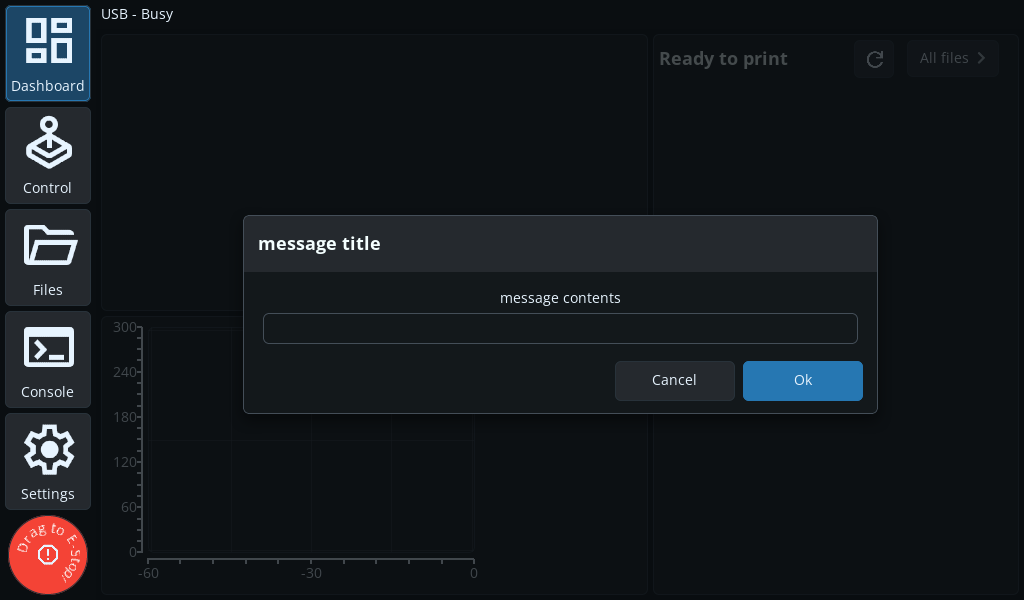 USB - Busy
Dashboard
Control
Files
Console
Settings
Drag to E-Stop!
Ready to print
All files
message title
message contents
Cancel
Ok
300
240
180
120
60
0
-60
-30
0